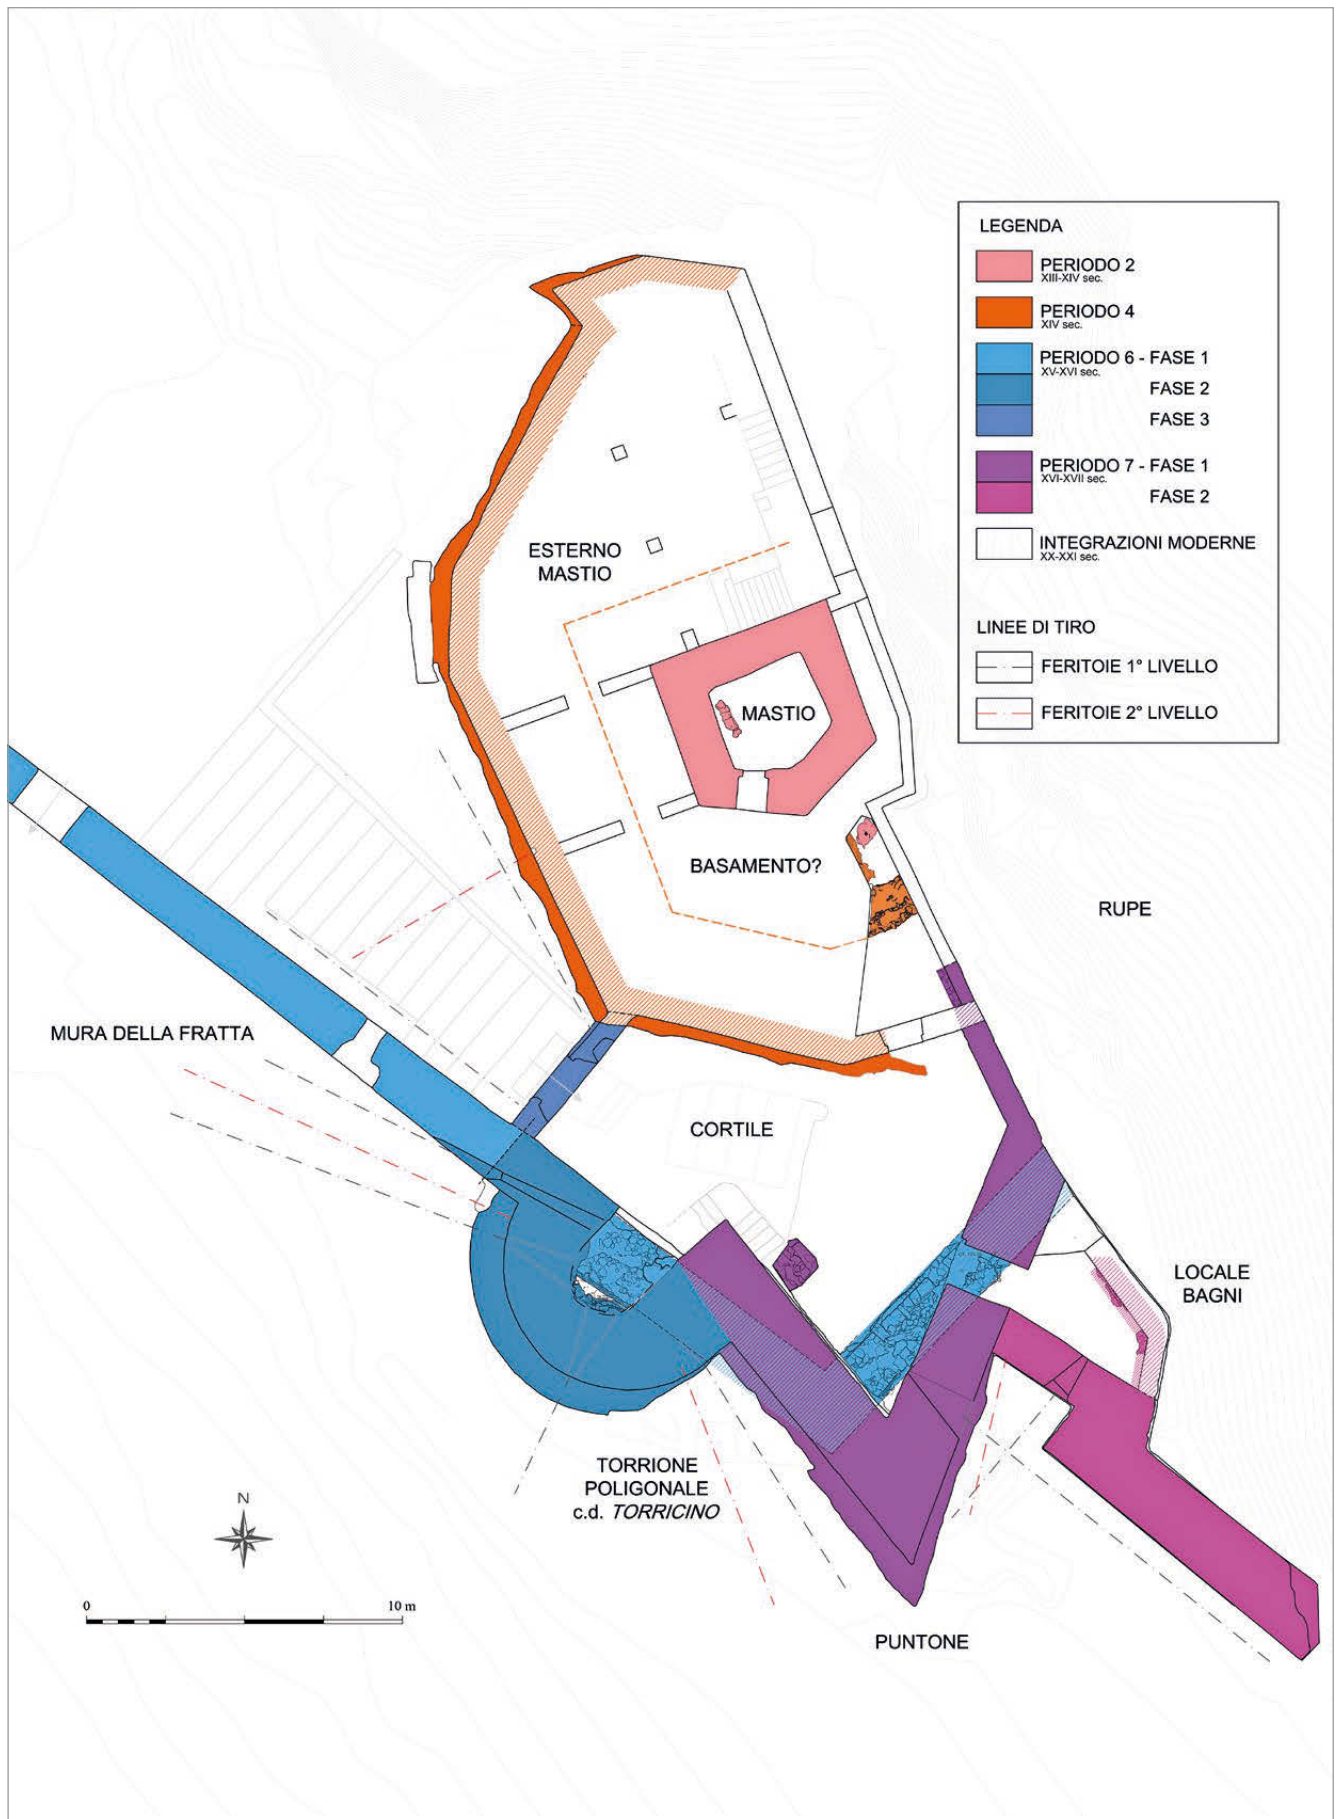 LEGENDA
PERIODO 2
XIII-XIV sec.
PERIODO 4
XIV sec.
PERIODO 6 - FASE 1
XV-XVI sec.
FASE 2
FASE 3
PERIODO 7 - FASE 1
XVI-XVII sec.
FASE 2
INTEGRAZIONI MODERNE
XX-XXI sec.
LINEE DI TIRO
FERITOIE 1° LIVELLO
FERITOIE 2° LIVELLO
ESTERNO
MASTIO
MASTIO
BASAMENTO?
RUPE
MURA DELLA FRATTA
CORTILE
LOCALE
BAGNI
TORRIONE
POLIGONALE
c.d. TORRICINO
PUNTONE
N
0 10 m